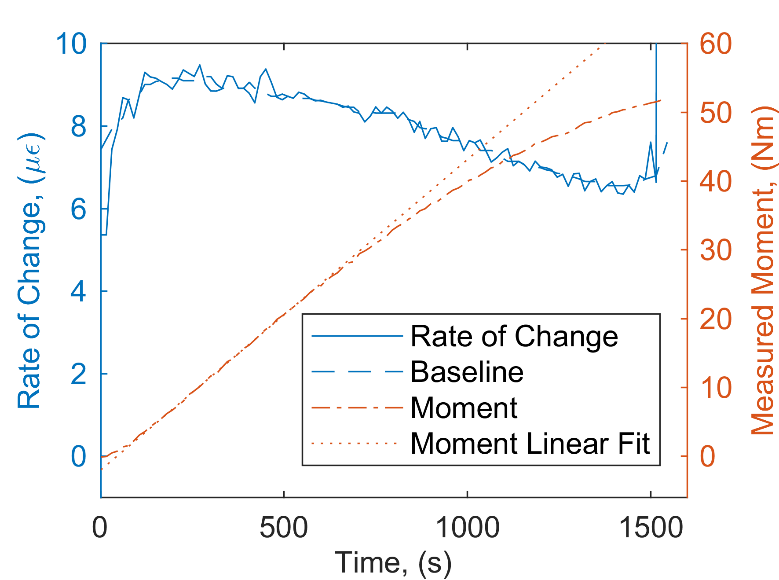 10
8
6
4
2
0
Rate of Change, (με)
60
50
40
30
20
10
0
Measured Moment, (Nm)
Rate of Change
Baseline
Moment
Moment Linear Fit
0 500 1000 1500
Time, (s)